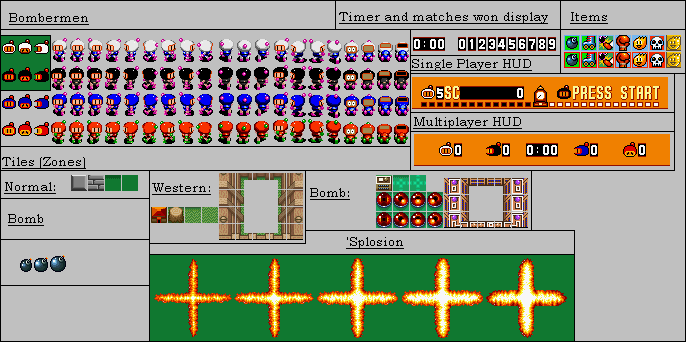 Bombermen
Timer and matches won display
Items
0:00 0123456789
Single Player HUD
5SC 0 PRESS START
Multiplayer HUD
0 0 0:00 0 0
Tiles (Zones)
Normal:
Western:
Bomb:
Bomb
'Splosion